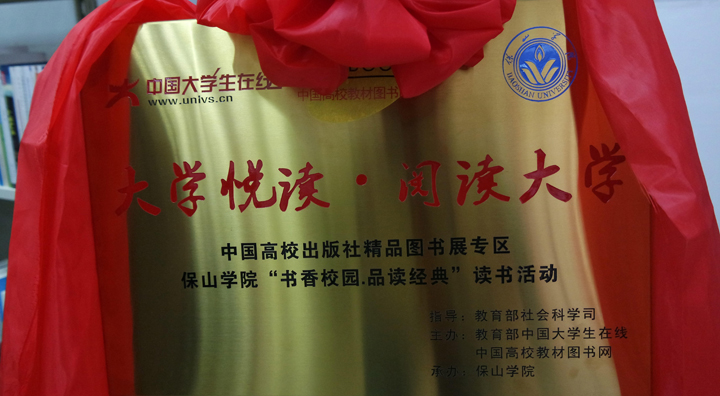 中国大学生在线
www.univs.cn
中国高校教材图书
BAOSHAN UNIVERSITY
大学悦读·阅读大学
中国高校出版社精品图书展专区
保山学院“书香校园.品读经典”读书活动
指导：教育部社会科学司
主办：教育部中国大学生在线
中国高校教材图书网
承办：保山学院